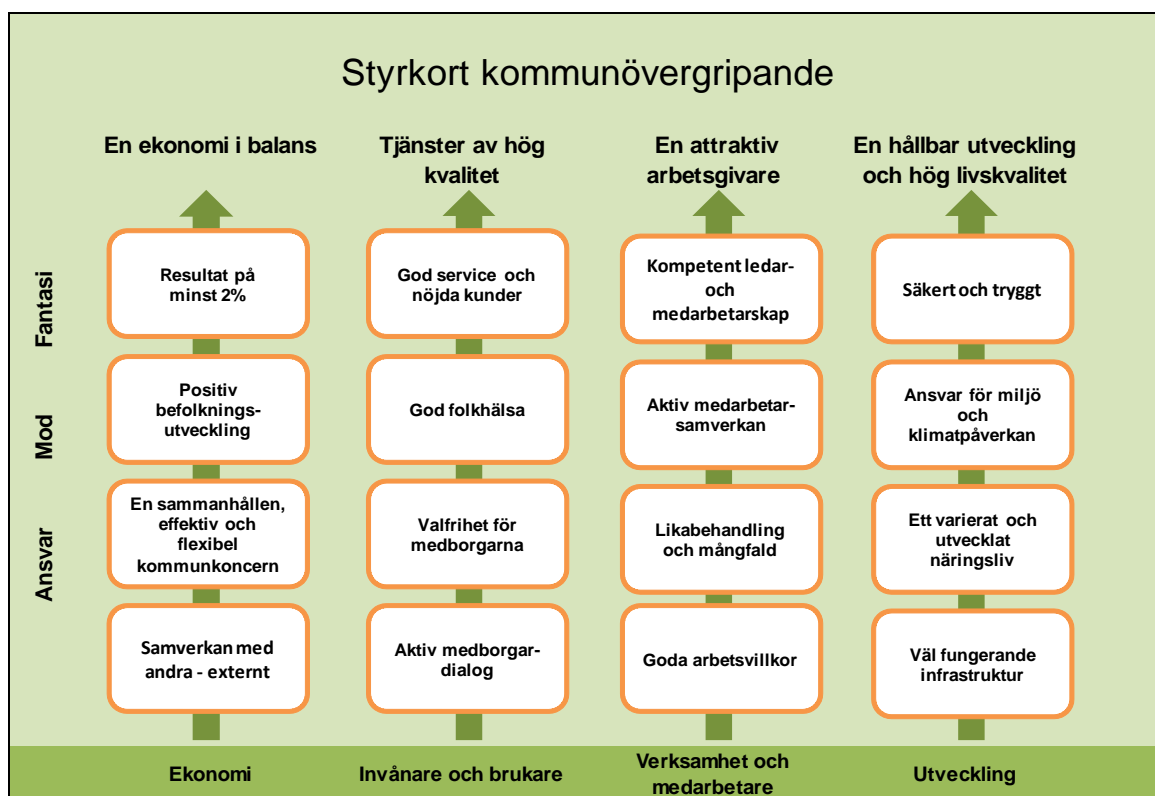 Styrkort kommunövergripande
En ekonomi i balans
Tjänster av hög
kvalitet
En attraktiv
arbetsgivare
En hållbar utveckling
och hög livskvalitet
Fantasi
Resultat på
minst 2%
God service och
nöjda kunder
Kompetent ledar-
och
medarbetarskap
Säkert och tryggt
Mod
Positiv
befolknings-
utveckling
God folkhälsa
Aktiv medarbetar-
samverkan
Ansvar för miljö
och
klimatpåverkan
Ansvar
En sammanhållen,
effektiv och
flexibel
kommunkoncern
Valfrihet för
medborgarna
Likabehandling
och mångfald
Ett varierat och
utvecklat
näringsliv
Samverkan med
andra - externt
Aktiv medborgar-
dialog
Goda arbetsvillkor
Väl fungerande
infrastruktur
Ekonomi
Invånare och brukare
Verksamhet och
medarbetare
Utveckling